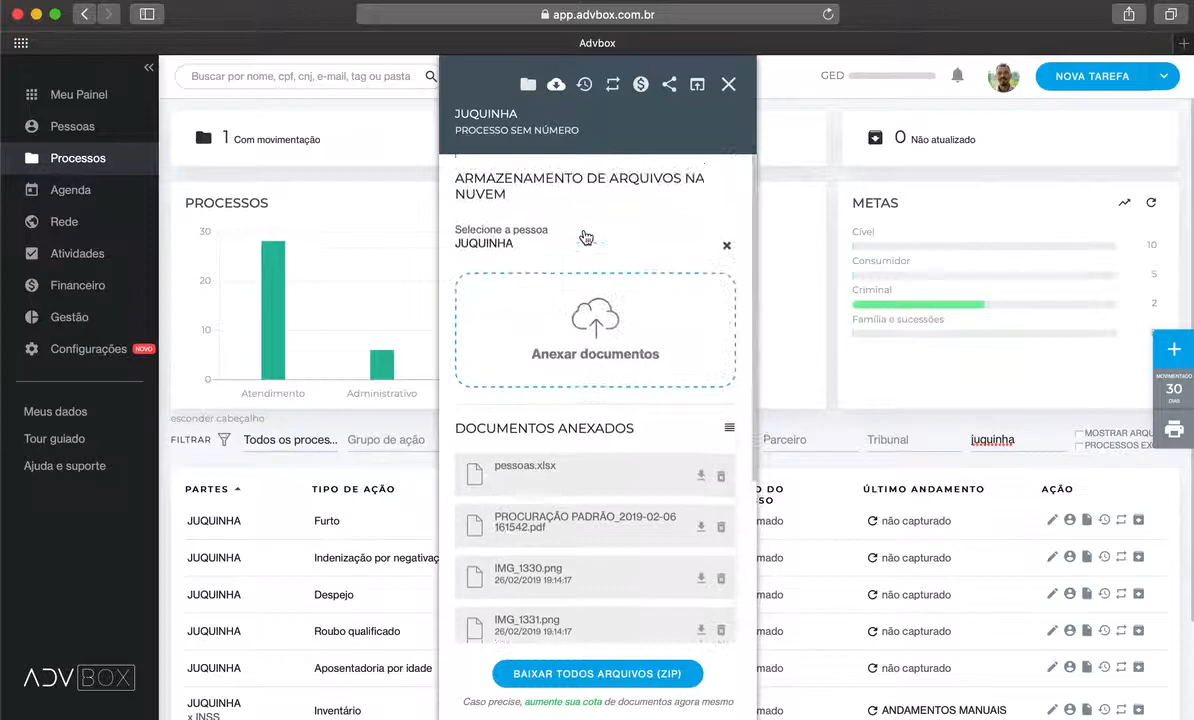 app.advbox.com.br
Advbox
Buscar por nome, cpf, cnj, e-mail, tag ou pasta
GED
NOVA TAREFA
Meu Painel
Pessoas
Processos
Agenda
Rede
Atividades
Financeiro
Gestão
Configurações NOVO
Meus dados
Tour guiado
Ajuda e suporte
ADVBOX
1 Com movimentação
0 Não atualizado
PROCESSOS
30
20
10
0
Atendimento
Administrativo
esconder cabeçalho
METAS
Cível
10
Consumidor
5
Criminal
2
Família e sucessões
MOVIMENTADO
30
DIAS
JUQUINHA
PROCESSO SEM NÚMERO
ARMAZENAMENTO DE ARQUIVOS NA
NUVEM
Selecione a pessoa
JUQUINHA
Anexar documentos
DOCUMENTOS ANEXADOS
pessoas.xlsx
PROCURAÇÃO PADRÃO_2019-02-06
161542.pdf
IMG_1330.png
26/02/2019 19:14:17
IMG_1331.png
26/02/2019 19:14:17
BAIXAR TODOS ARQUIVOS (ZIP)
Caso precise, aumente sua cota de documentos agora mesmo
FILTRAR Todos os proces... Grupo de ação Parceiro Tribunal juquinha
MOSTRAR ARQU
PROCESSOS EX
PARTES TIPO DE AÇÃO DO ÚLTIMO ANDAMENTO AÇÃO
SO
JUQUINHA Furto mado não capturado
JUQUINHA Indenização por negativaç mado não capturado
JUQUINHA Despejo mado não capturado
JUQUINHA Roubo qualificado mado não capturado
JUQUINHA Aposentadoria por idade mado não capturado
JUQUINHA
x INSS Inventário mado ANDAMENTOS MANUAIS